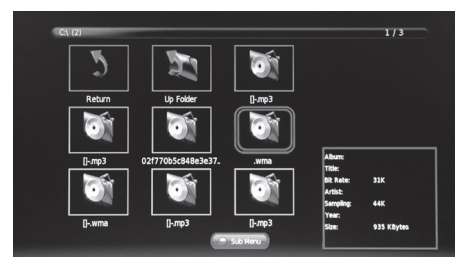 C:\ (2)
1 / 3
Return
Up Folder
[]-.mp3
[]-.mp3
02f770b5c848e3e37..
.wma
[]-.wma
[]-.mp3
[]-.mp3
Album:
Title:
Bit Rate: 31K
Artist:
Sampling: 44K
Year:
Size: 935 KBytes
Sub Menu